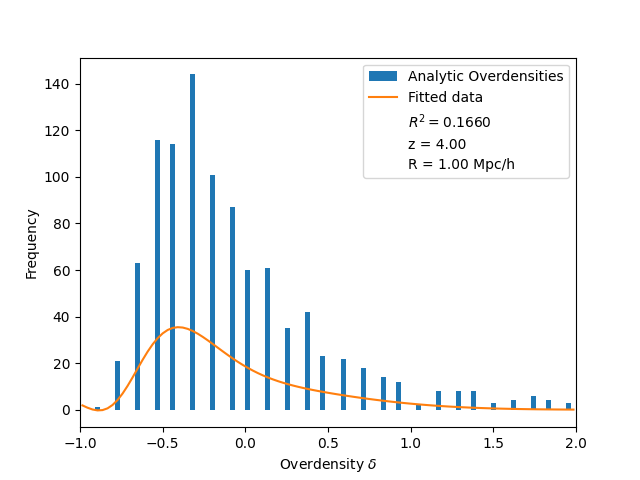 Analytic Overdensities
Fitted data
$R^2 = 0.1660$
z = 4.00
R = 1.00 Mpc/h
140
120
100
80
60
40
20
0
Frequency
−1.0 −0.5 0.0 0.5 1.0 1.5 2.0
Overdensity δ